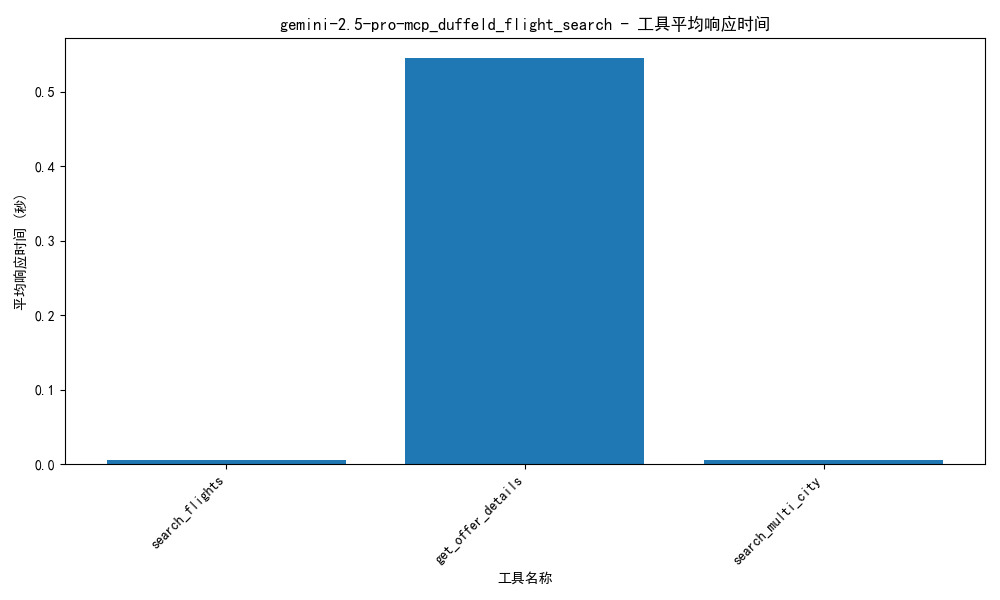 gemini-2.5-pro-mcp_duffeld_flight_search - 工具平均响应时间
平均响应时间 (秒)
0.5
0.4
0.3
0.2
0.1
0.0
search_flights
get_offer_details
search_multi_city
工具名称